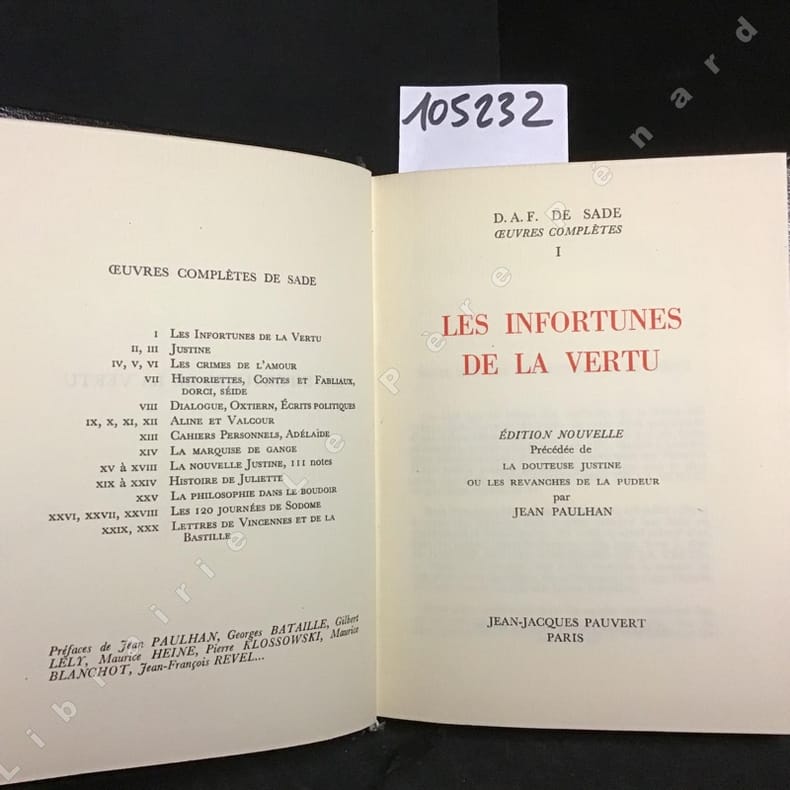 105232
ŒUVRES COMPLÈTES DE SADE
I LES INFORTUNES DE LA VERTU
II, III JUSTINE
IV, V, VI LES CRIMES DE L'AMOUR
VII HISTORIETTES, CONTES ET FABLIAUX,
DORCI, SÉIDE
VIII DIALOGUE, OXTIERN, ÉCRITS POLITIQUES
IX, X, XI, XII ALINE ET VALCOUR
XIII CAHIERS PERSONNELS, ADÉLAÏDE
XIV LA MARQUISE DE GANGE
XV à XVIII LA NOUVELLE JUSTINE, III notes
XIX à XXIV HISTOIRE DE JULIETTE
XXV LA PHILOSOPHIE DANS LE BOUDOIR
XXVI, XXVII, XXVIII LES 120 JOURNÉES DE SODOME
XXIX, XXX LETTRES DE VINCENNES ET DE LA
BASTILLE
Préfaces de Jean PAULHAN, Georges BATAILLE, Gilbert
LÉLY, Maurice HEINE, Pierre KLOSSOWSKI, Maurice
BLANCHOT, Jean-François REVEL...
D. A. F. DE SADE
ŒUVRES COMPLÈTES
I
LES INFORTUNES
DE LA VERTU
ÉDITION NOUVELLE
Précédée de
LA DOUTEUSE JUSTINE
OU LES REVANCHES DE LA PUDEUR
par
JEAN PAULHAN
JEAN-JACQUES PAUVERT
PARIS
Librairie Le Père Pénard